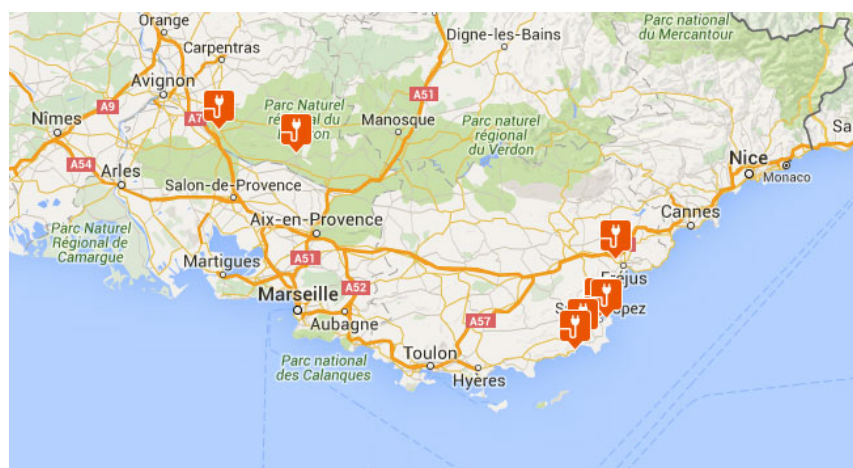 Orange
Carpentras
Digne-les-Bains
Parc national
du Mercantour
Avignon
A9
A7
A51
Parc Naturel
régional du
Nîmes
Manosque
Parc naturel
régional
du Verdon
A54
Arles
Salon-de-Provence
Nice
Monaco
Cannes
Parc Naturel
Régional de
Camargue
Aix-en-Provence
Martigues
A51
A52
Fréjus
Marseille
Aubagne
A57
Toulon
Parc national
des Calanques
Hyères